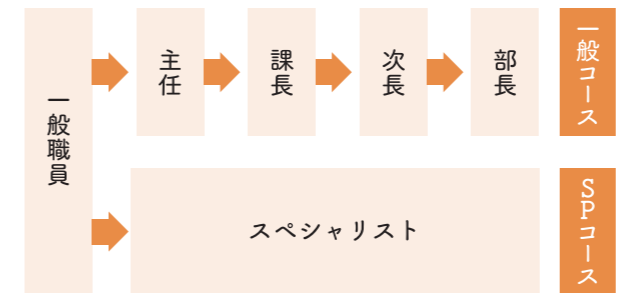 一般職員
主任
課長
次長
部長
一般コース
スペシャリスト
SPコース